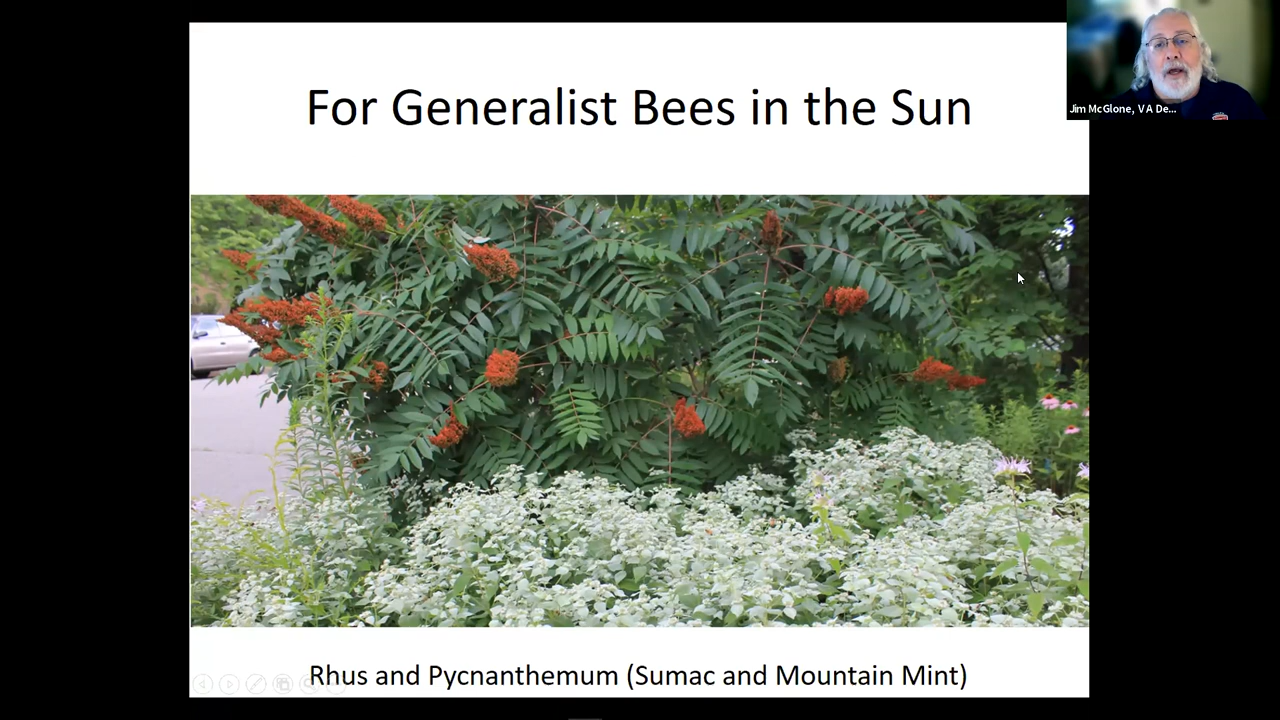 For Generalist Bees in the Sun
Jim McGlone, VA De...
Rhus and Pycnanthemum (Sumac and Mountain Mint)